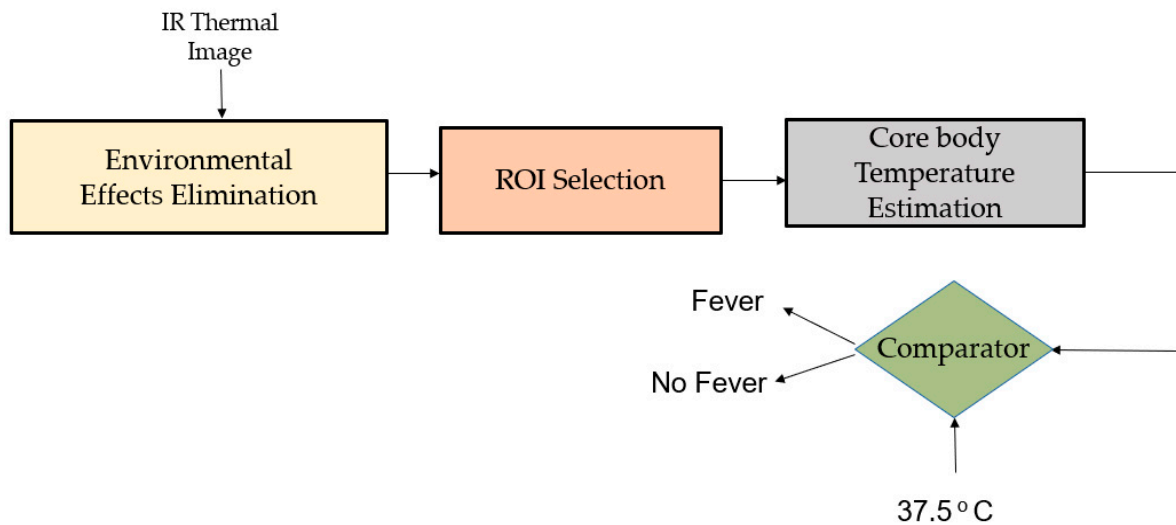 IR Thermal
Image
Environmental
Effects Elimination
ROI Selection
Core body
Temperature
Estimation
Fever
No Fever
Comparator
37.5 º C